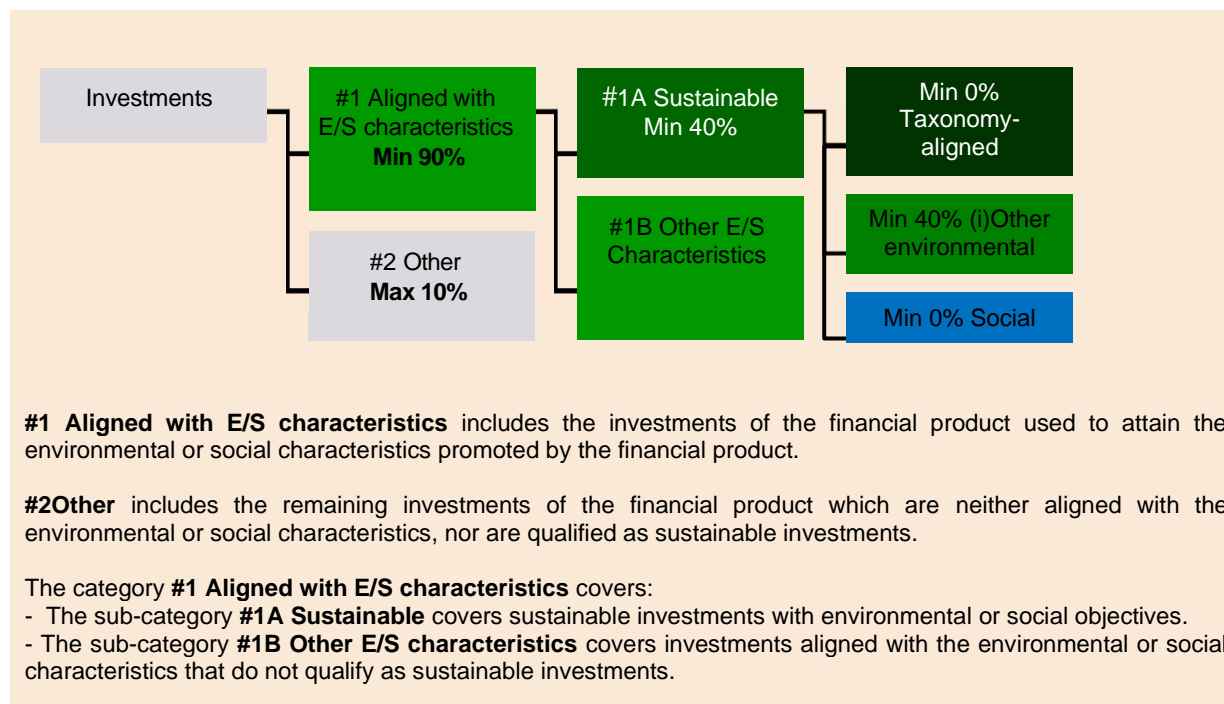 Investments
#1 Aligned with
E/S characteristics
Min 90%
#2 Other
Max 10%
#1A Sustainable
Min 40%
#1B Other E/S
Characteristics
Min 0%
Taxonomy-
aligned
Min 40% (i)Other
environmental
Min 0% Social
#1 Aligned with E/S characteristics includes the investments of the financial product used to attain the
environmental or social characteristics promoted by the financial product.
#2Other includes the remaining investments of the financial product which are neither aligned with the
environmental or social characteristics, nor are qualified as sustainable investments.
The category #1 Aligned with E/S characteristics covers:
- The sub-category #1A Sustainable covers sustainable investments with environmental or social objectives.
- The sub-category #1B Other E/S characteristics covers investments aligned with the environmental or social
characteristics that do not qualify as sustainable investments.